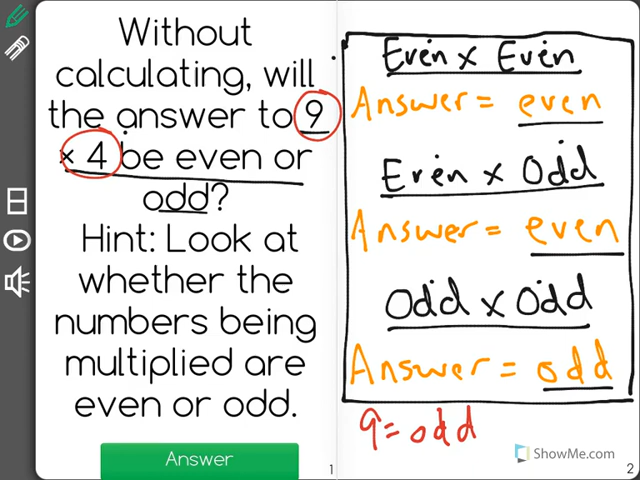 Without
calculating, will
the answer to 9
× 4 be even or
odd?
Hint: Look at
whether the
numbers being
multiplied are
even or odd.
Answer
1
Even x Even
Answer = even
Even x Odd
Answer = even
Odd x Odd
Answer = odd
9 = odd
ShowMe.com
2